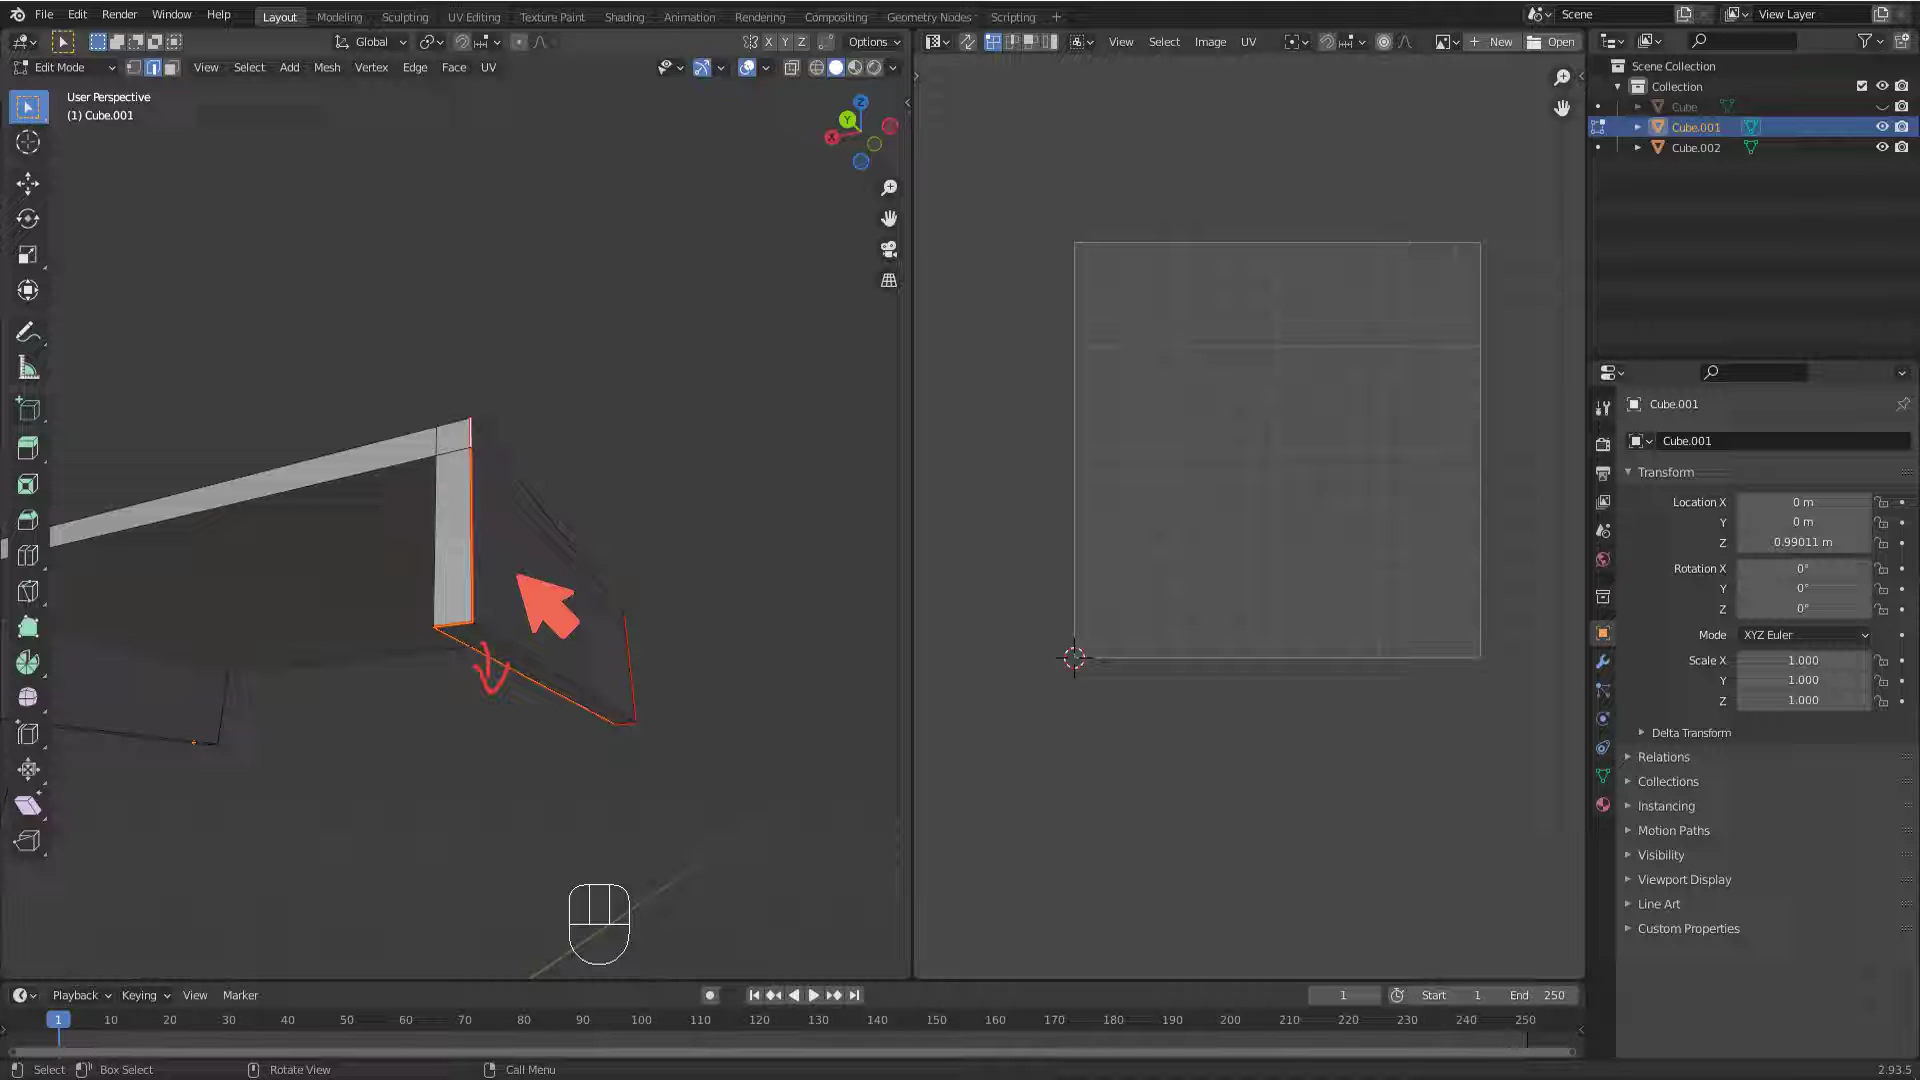 File Edit Render Window Help Layout Modeling Sculpting UV Editing Texture Paint Shading Animation Rendering Compositing Geometry Nodes Scripting + Scene View Layer
Global X Y Z Options View Select Image UV New Open
Edit Mode View Select Add Mesh Vertex Edge Face UV
User Perspective
(1) Cube.001
Z
Y
X
Scene Collection
Collection
Cube
Cube.001
Cube.002
Cube.001
Cube.001
Transform
Location X 0 m
Y 0 m
Z 0.99011 m
Rotation X 0°
Y 0°
Z 0°
Mode XYZ Euler
Scale X 1.000
Y 1.000
Z 1.000
Delta Transform
Relations
Collections
Instancing
Motion Paths
Visibility
Viewport Display
Line Art
Custom Properties
Playback Keying View Marker 1 Start 1 End 250
1 10 20 30 40 50 60 70 80 90 100 110 120 130 140 150 160 170 180 190 200 210 220 230 240 250
Select Box Select Rotate View Call Menu 2.93.5